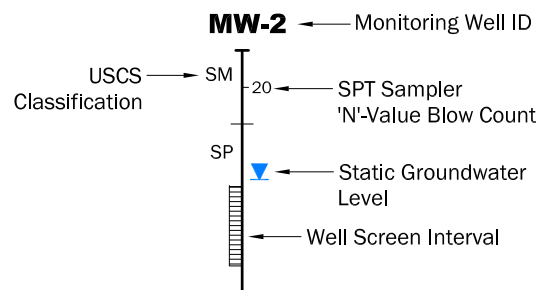 MW-2
Monitoring Well ID
USCS
Classification
SM
20
SPT Sampler
'N'-Value Blow Count
SP
Static Groundwater
Level
Well Screen Interval